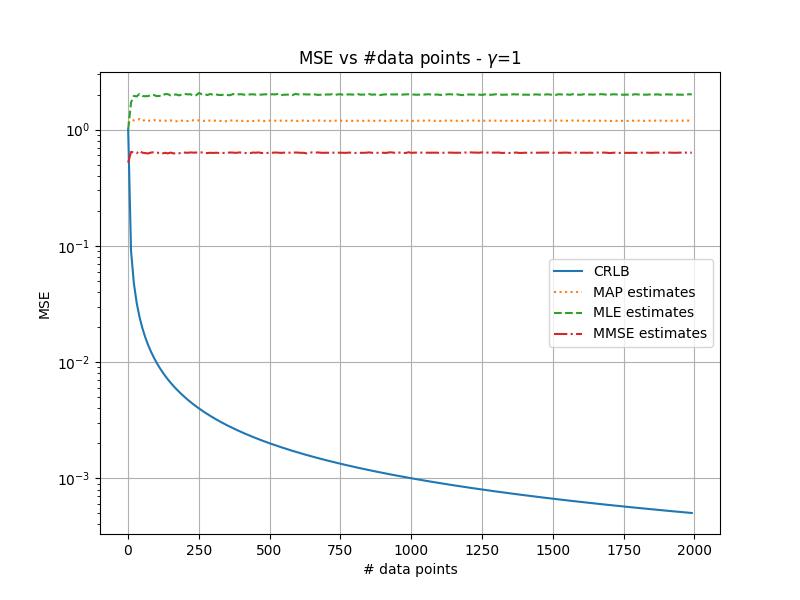 MSE vs #data points - γ=1
MSE
10⁰
10⁻¹
10⁻²
10⁻³
CRLB
MAP estimates
MLE estimates
MMSE estimates
0 250 500 750 1000 1250 1500 1750 2000
# data points